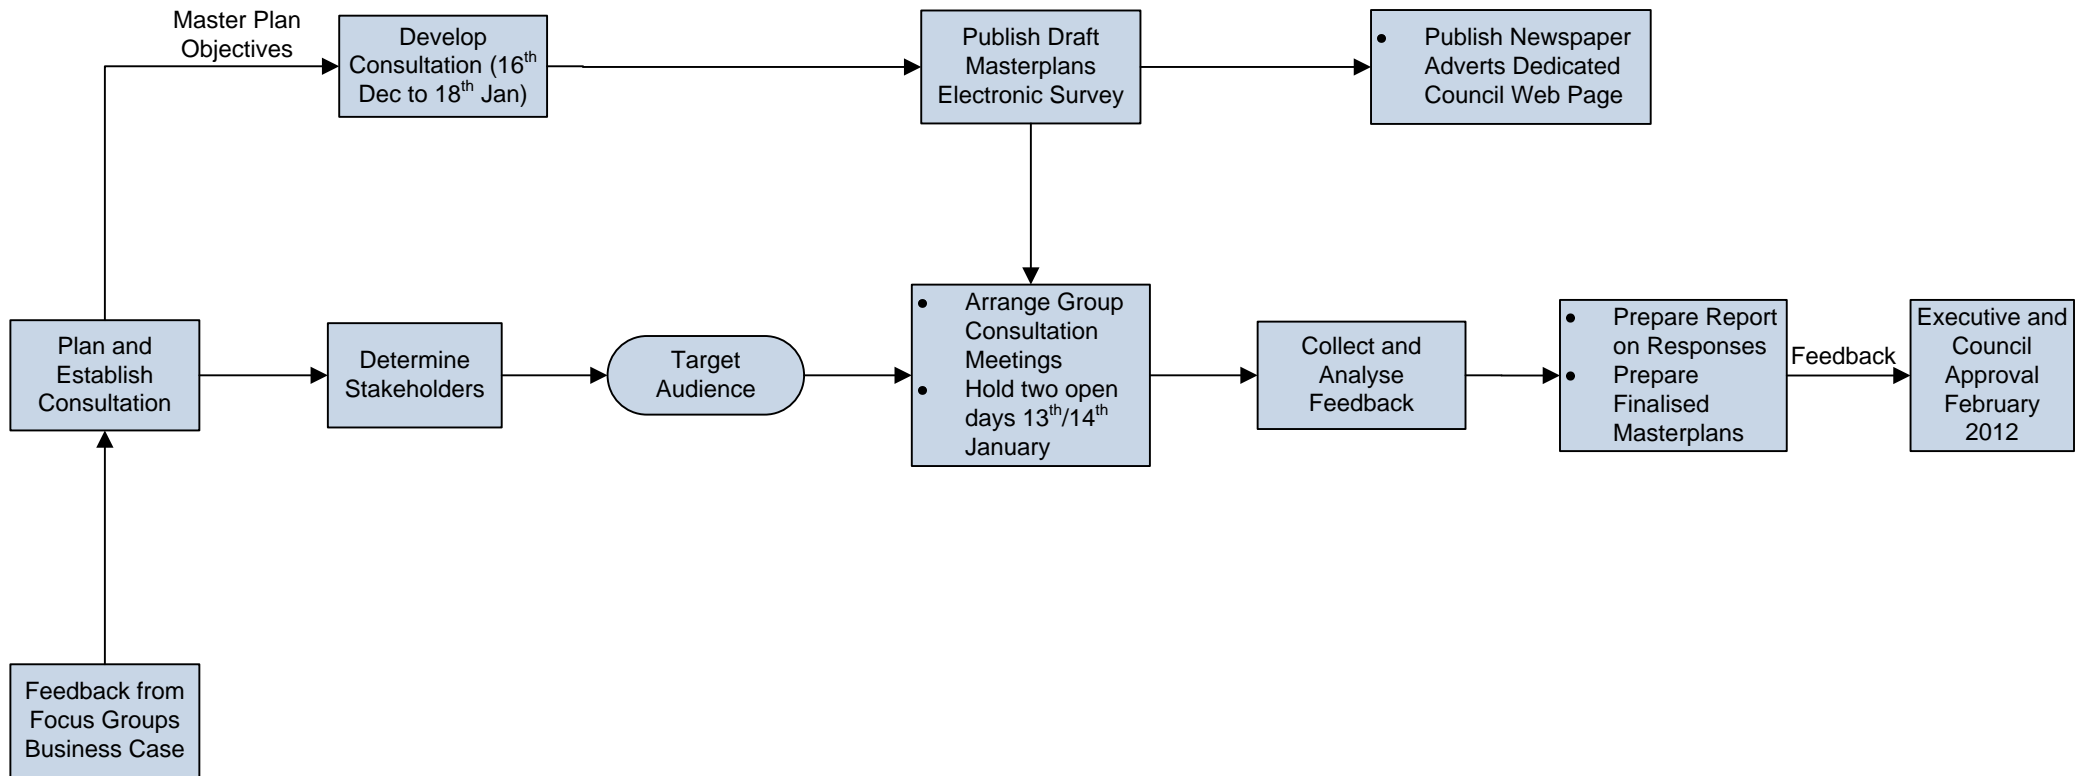 Master Plan
Objectives
Develop
Consultation (16th
Dec to 18th Jan)
Publish Draft
Masterplans
Electronic Survey
• Publish Newspaper
Adverts Dedicated
Council Web Page
Plan and
Establish
Consultation
Determine
Stakeholders
Target
Audience
• Arrange Group
Consultation
Meetings
• Hold two open
days 13th/14th
January
Collect and
Analyse
Feedback
• Prepare Report
on Responses
• Prepare
Finalised
Masterplans
Feedback
Executive and
Council
Approval
February
2012
Feedback from
Focus Groups
Business Case